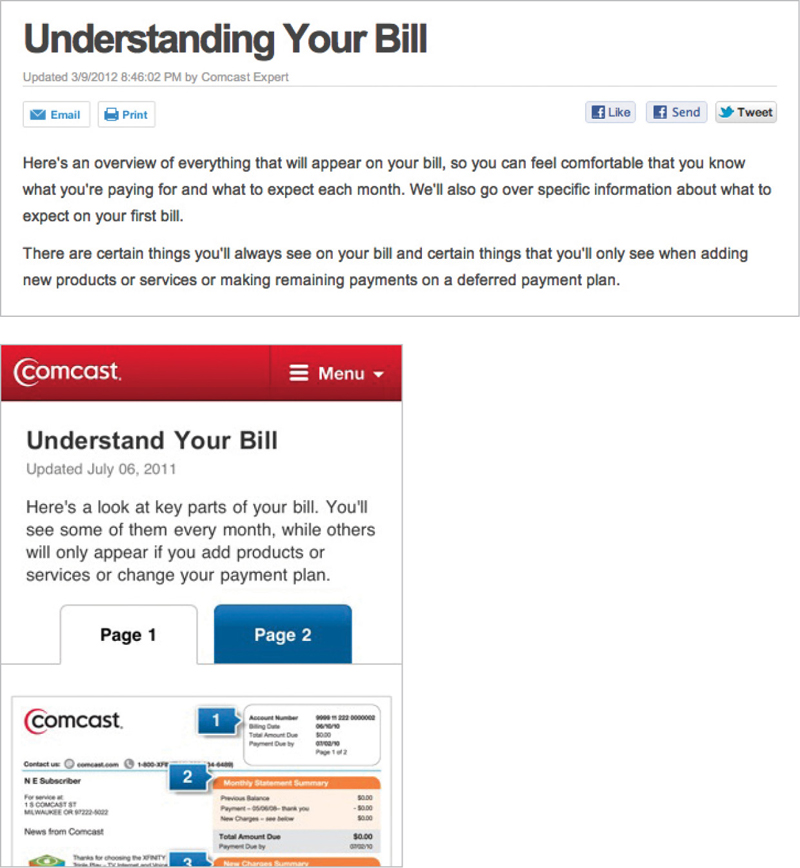 Understanding Your Bill
Updated 3/9/2012 8:46:02 PM by Comcast Expert
Email Print Like Send Tweet
Here's an overview of everything that will appear on your bill, so you can feel comfortable that you know
what you're paying for and what to expect each month. We'll also go over specific information about what to
expect on your first bill.
There are certain things you'll always see on your bill and certain things that you'll only see when adding
new products or services or making remaining payments on a deferred payment plan.
Comcast. Menu
Understand Your Bill
Updated July 06, 2011
Here's a look at key parts of your bill. You'll
see some of them every month, while others
will only appear if you add products or
services or change your payment plan.
Page 1 Page 2
Comcast.
1
Account Number 9999 11 222 0000002
Billing Date 06/10/10
Total Amount Due $0.00
Payment Due by 07/02/10
Page 1 of 2
Contact us: comcast.com
2
N E Subscriber
For service at
1 S COMCAST ST
MILWAUKEE OR 97222-5022
News from Comcast
Monthly Statement Summary
Previous Balance $0.00
Payment – 05/06/08– thank you - $0.00
New Charges – see below $0.00
Total Amount Due $0.00
Payment Due by 07/02/10
Thanks for choosing the XFINITY
3
New Charges Summary